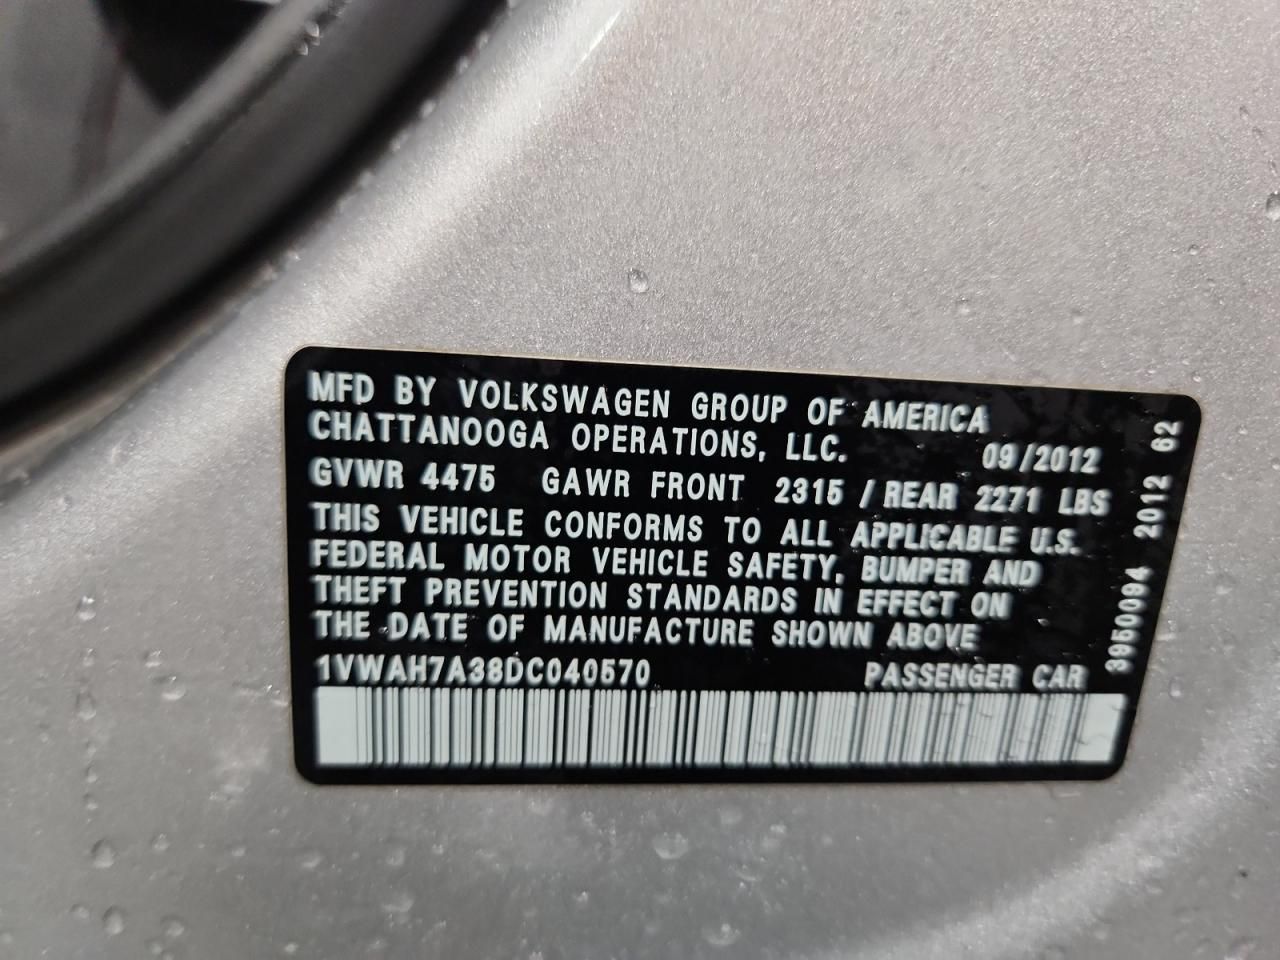 MFD BY VOLKSWAGEN GROUP OF AMERICA
CHATTANOOGA OPERATIONS, LLC. 09/2012
GVWR 4475 GAWR FRONT 2315 / REAR 2271 LBS
THIS VEHICLE CONFORMS TO ALL APPLICABLE U.S.
FEDERAL MOTOR VEHICLE SAFETY, BUMPER AND
THEFT PREVENTION STANDARDS IN EFFECT ON
THE DATE OF MANUFACTURE SHOWN ABOVE
1VWAH7A38DC040570 PASSENGER CAR
3950094 2012 62